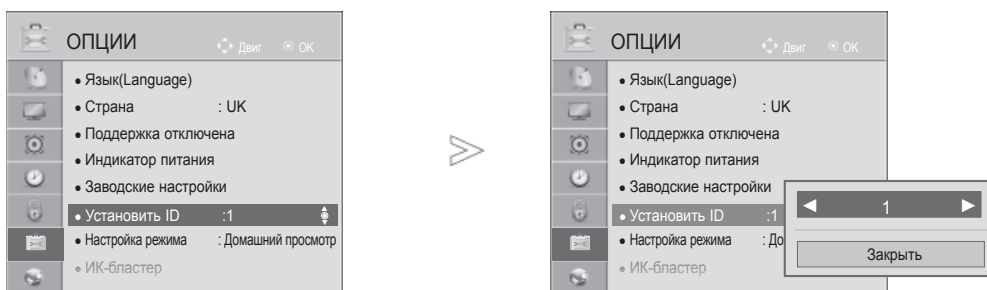 ОПЦИИ Двиг OK
• Язык(Language)
• Страна : UK
• Поддержка отключена
• Индикатор питания
• Заводские настройки
• Установить ID :1
• Настройка режима : Домашний просмотр
• ИК-бластер
ОПЦИИ Двиг OK
• Язык(Language)
• Страна : UK
• Поддержка отключена
• Индикатор питания
• Заводские настройки
• Установить ID :1
• Настройка режима : До
• ИК-бластер
◄ 1 ►
Закрыть